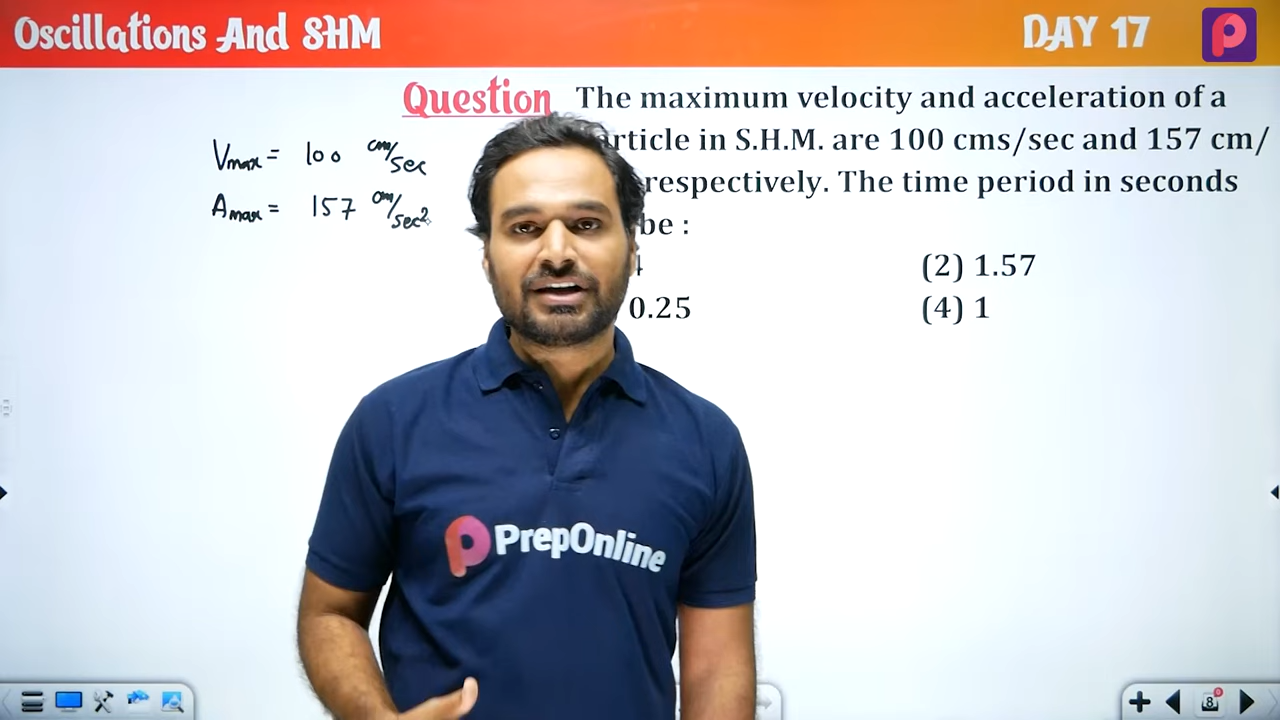 Oscillations And SHM
DAY 17
Question The maximum velocity and acceleration of a
in S.H.M. are 100 cms/sec and 157 cm/
respectively. The time period in seconds
be :
(2) 1.57
0.25
(4) 1
Vmax = 100 cm/sec
Amax = 157 cm/sec²
PrepOnline
8